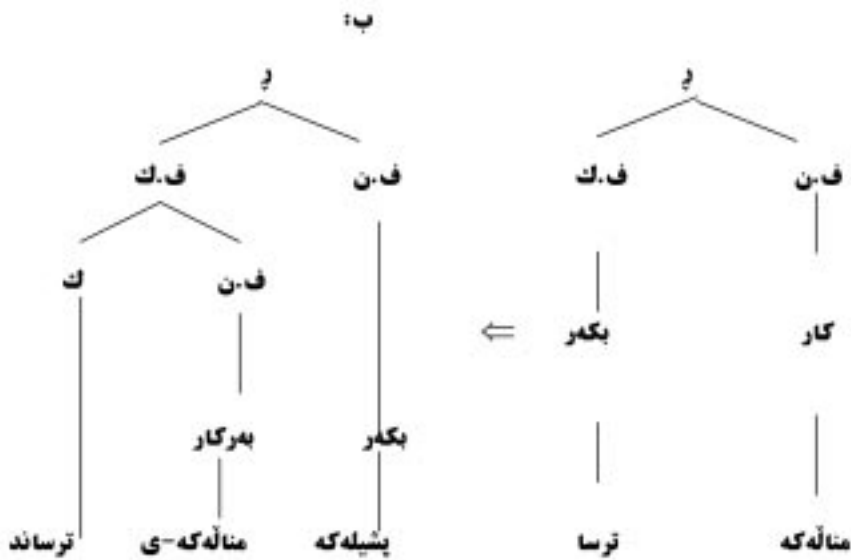 ب:
ڕ ڕ
ف.ن ف.ك ف.ن ف.ك
ف.ن ك
كار بكەر ⇐
بكەر بەركار
مناڵەكە ترسا پشیلەكە مناڵەكە-ی ترساند